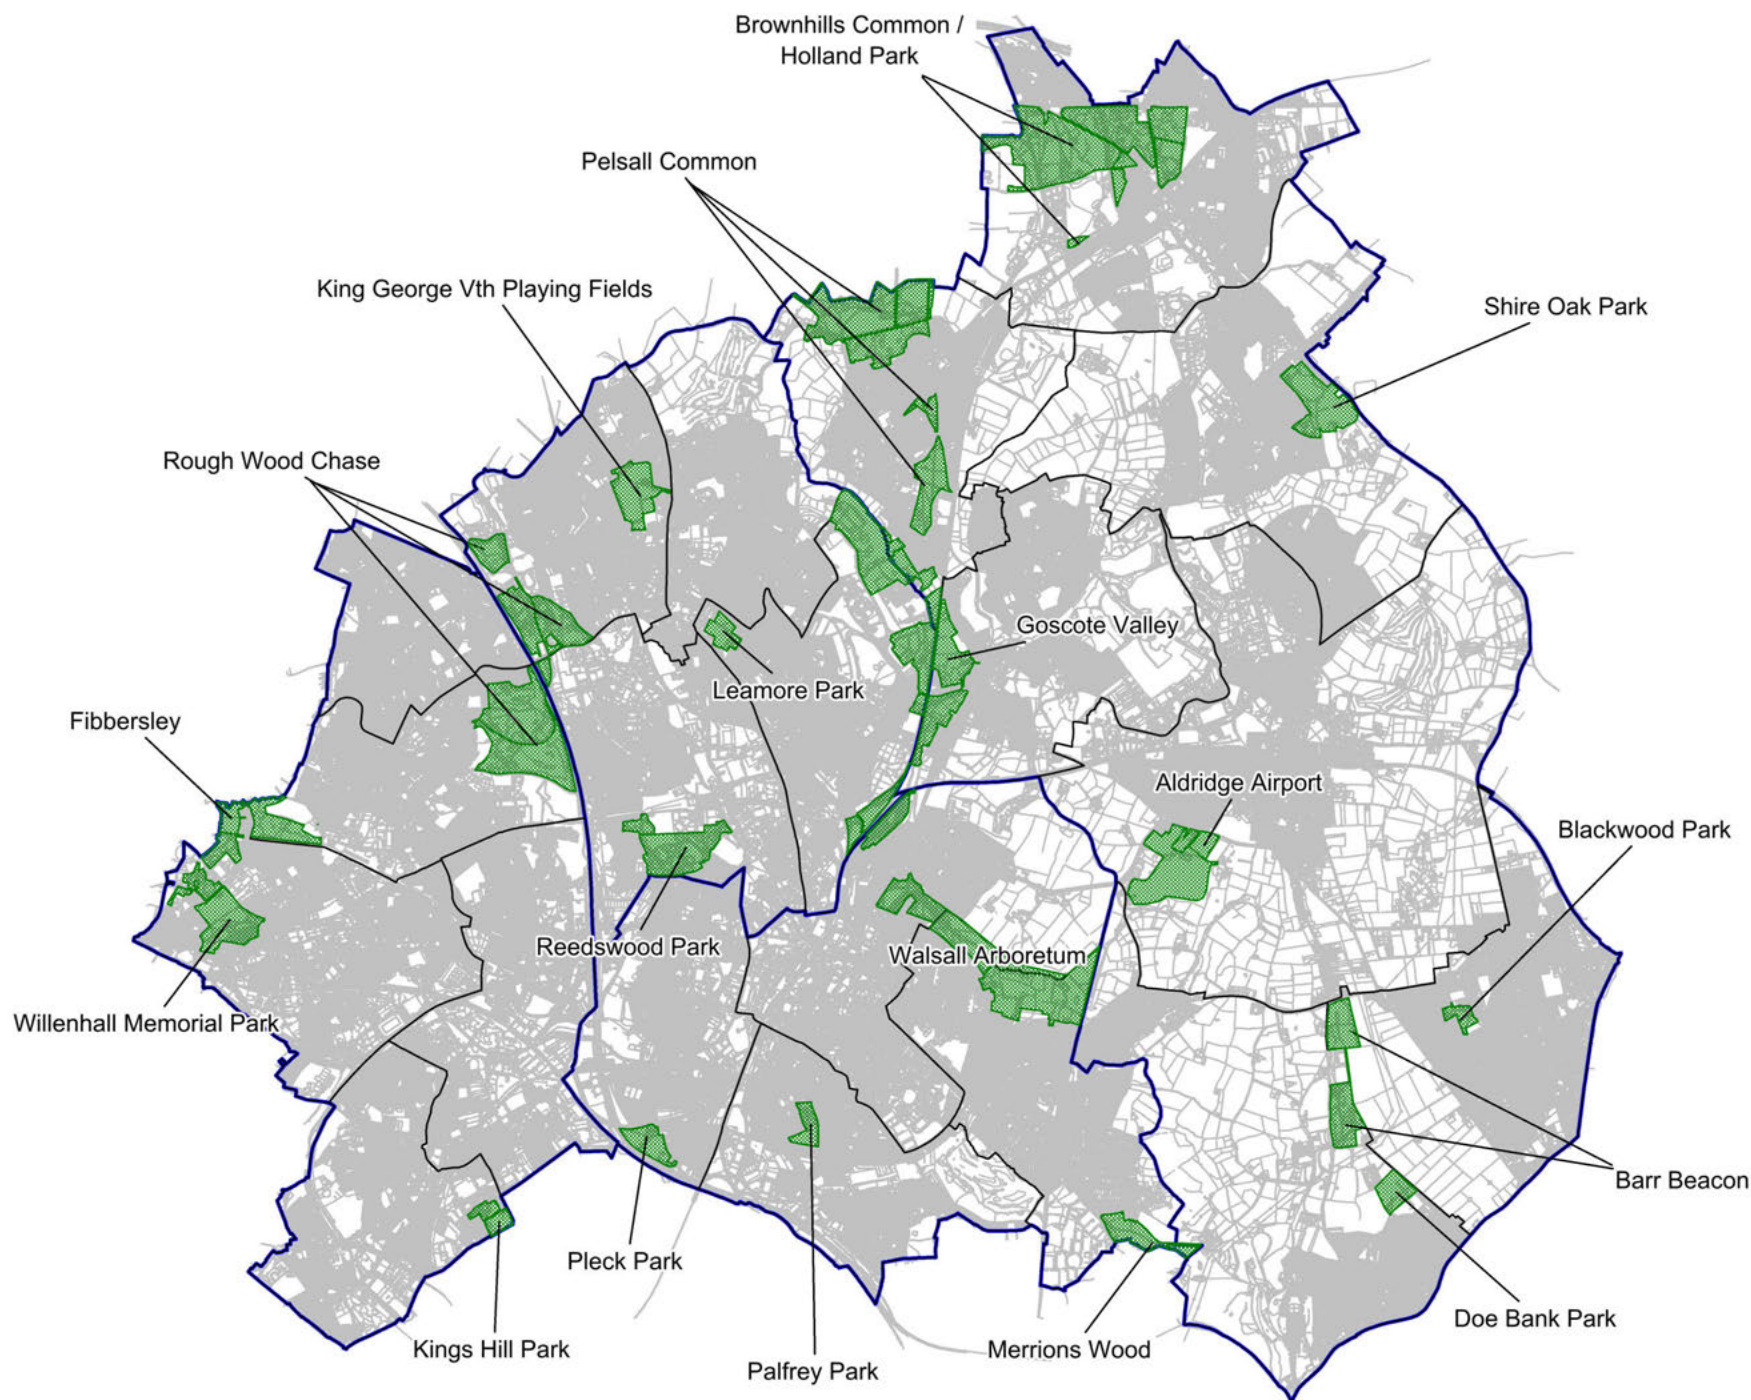 Brownhills Common /
Holland Park
Pelsall Common
King George Vth Playing Fields
Shire Oak Park
Rough Wood Chase
Goscote Valley
Leamore Park
Fibbersley
Aldridge Airport
Blackwood Park
Reedswood Park
Walsall Arboretum
Willenhall Memorial Park
Barr Beacon
Pleck Park
Doe Bank Park
Kings Hill Park
Merrions Wood
Palfrey Park